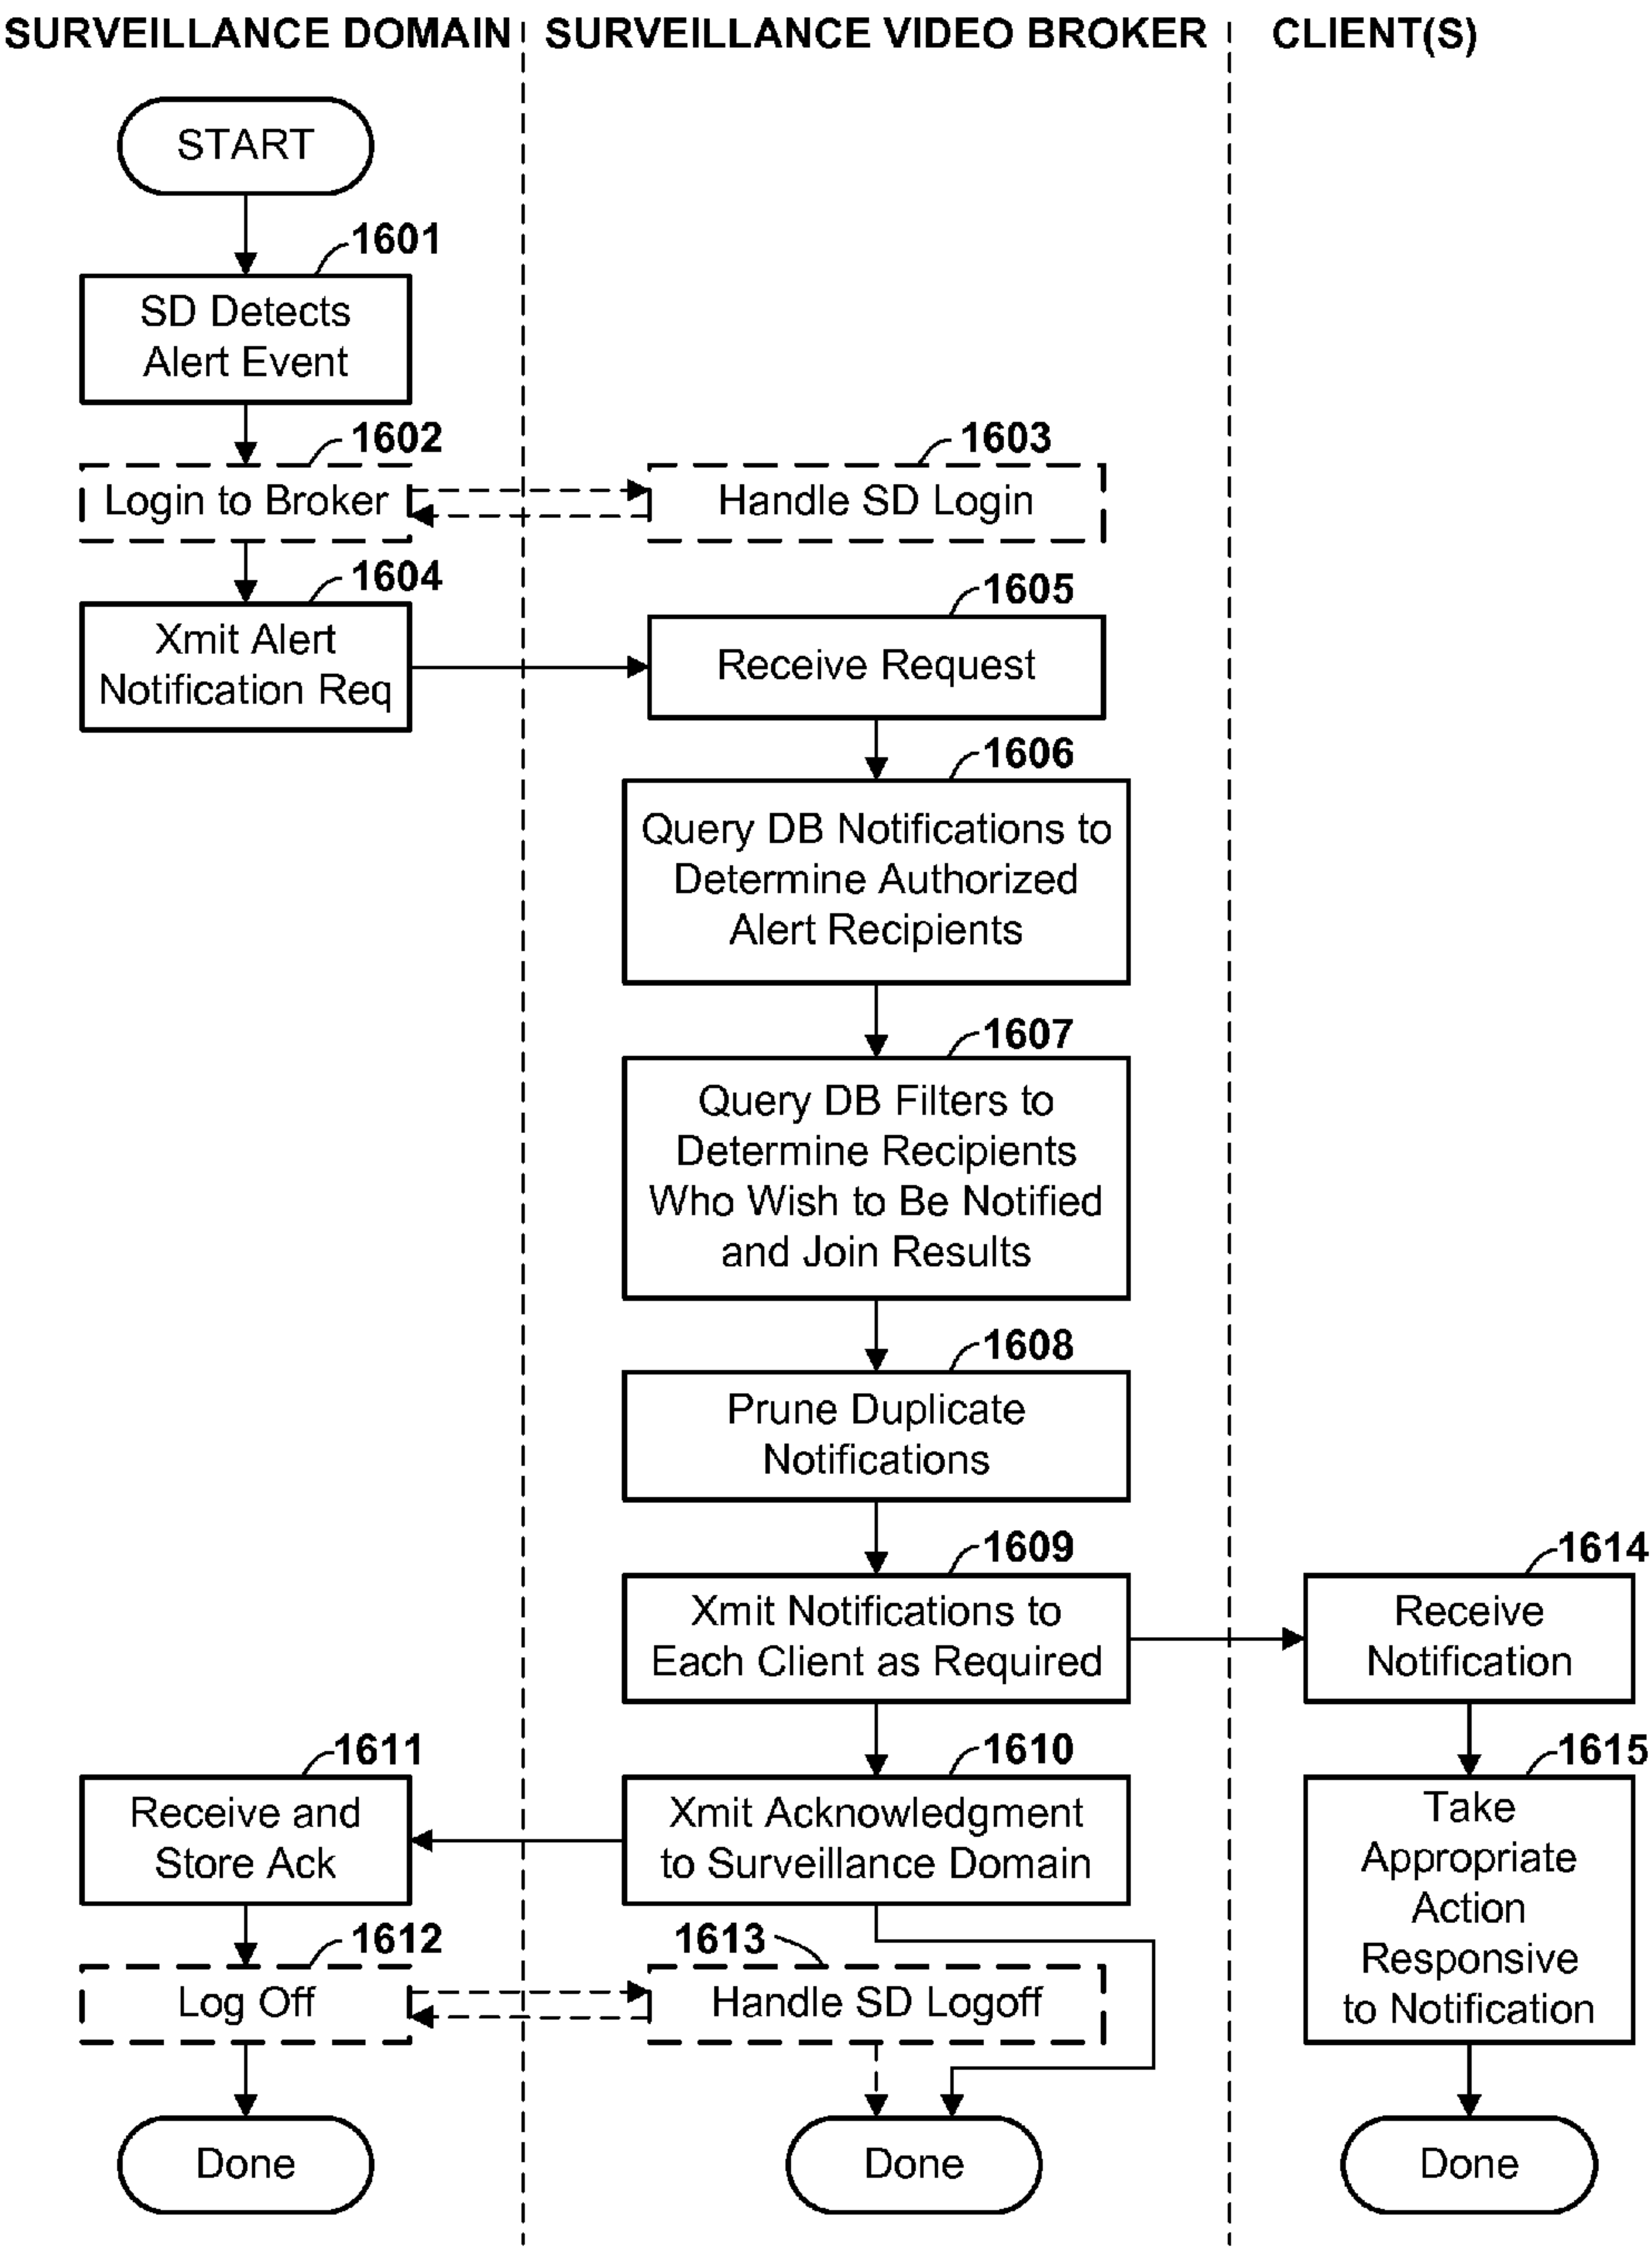 SURVEILLANCE DOMAIN
SURVEILLANCE VIDEO BROKER
CLIENT(S)
START
1601
SD Detects
Alert Event
1602
Login to Broker
1603
Handle SD Login
1604
Xmit Alert
Notification Req
1605
Receive Request
1606
Query DB Notifications to
Determine Authorized
Alert Recipients
1607
Query DB Filters to
Determine Recipients
Who Wish to Be Notified
and Join Results
1608
Prune Duplicate
Notifications
1609
Xmit Notifications to
Each Client as Required
1614
Receive
Notification
1611
Receive and
Store Ack
1610
Xmit Acknowledgment
to Surveillance Domain
1615
Take
Appropriate
Action
Responsive
to Notification
1612
Log Off
1613
Handle SD Logoff
Done
Done
Done